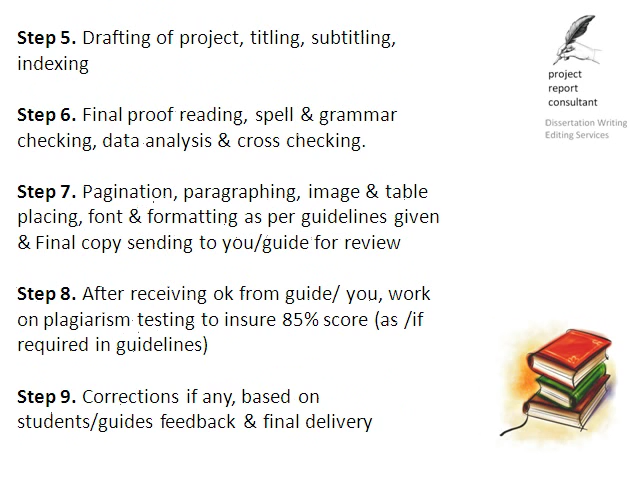 Step 5. Drafting of project, titling, subtitling,
indexing
Step 6. Final proof reading, spell & grammar
checking, data analysis & cross checking.
Step 7. Pagination, paragraphing, image & table
placing, font & formatting as per guidelines given
& Final copy sending to you/guide for review
Step 8. After receiving ok from guide/ you, work
on plagiarism testing to insure 85% score (as /if
required in guidelines)
Step 9. Corrections if any, based on
students/guides feedback & final delivery
project
report
consultant
Dissertation Writing
Editing Services